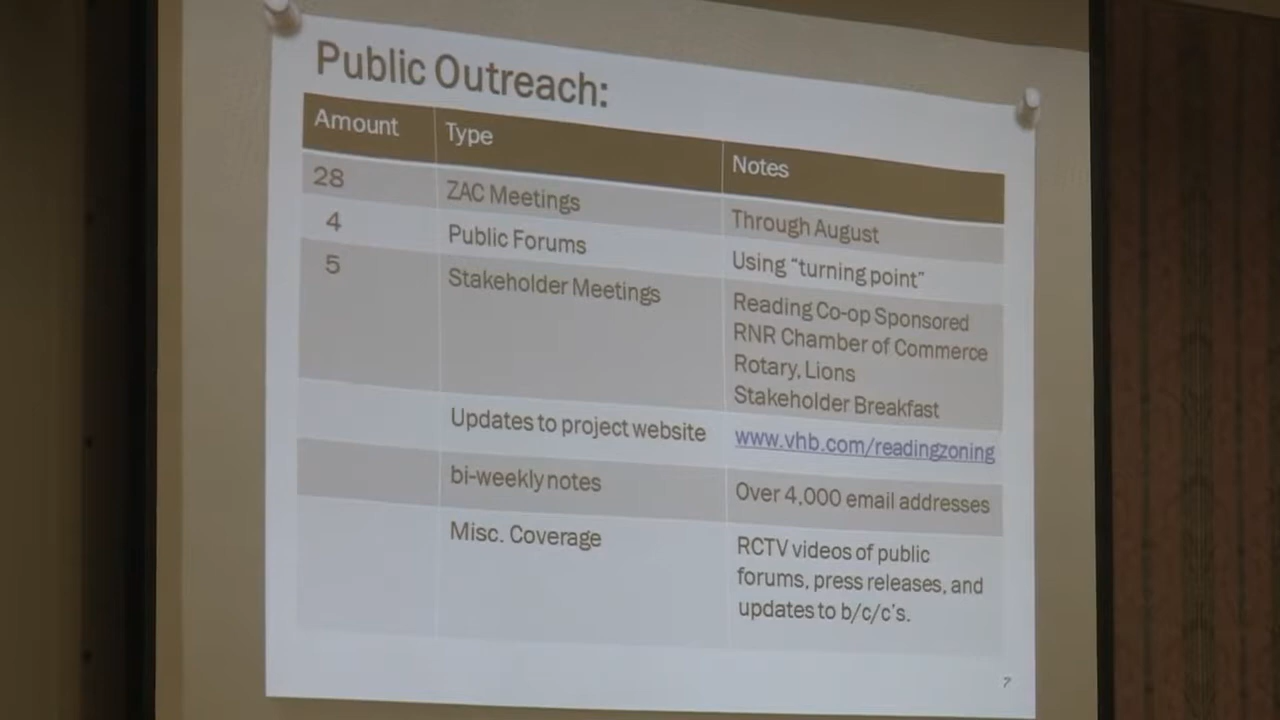 Public Outreach:
Amount Type Notes
28 ZAC Meetings Through August
4 Public Forums Using “turning point”
5 Stakeholder Meetings Reading Co-op Sponsored
RNR Chamber of Commerce
Rotary, Lions
Stakeholder Breakfast
Updates to project website www.vhb.com/readingzoning
bi-weekly notes Over 4,000 email addresses
Misc. Coverage RCTV videos of public
forums, press releases, and
updates to b/c/c’s.
7